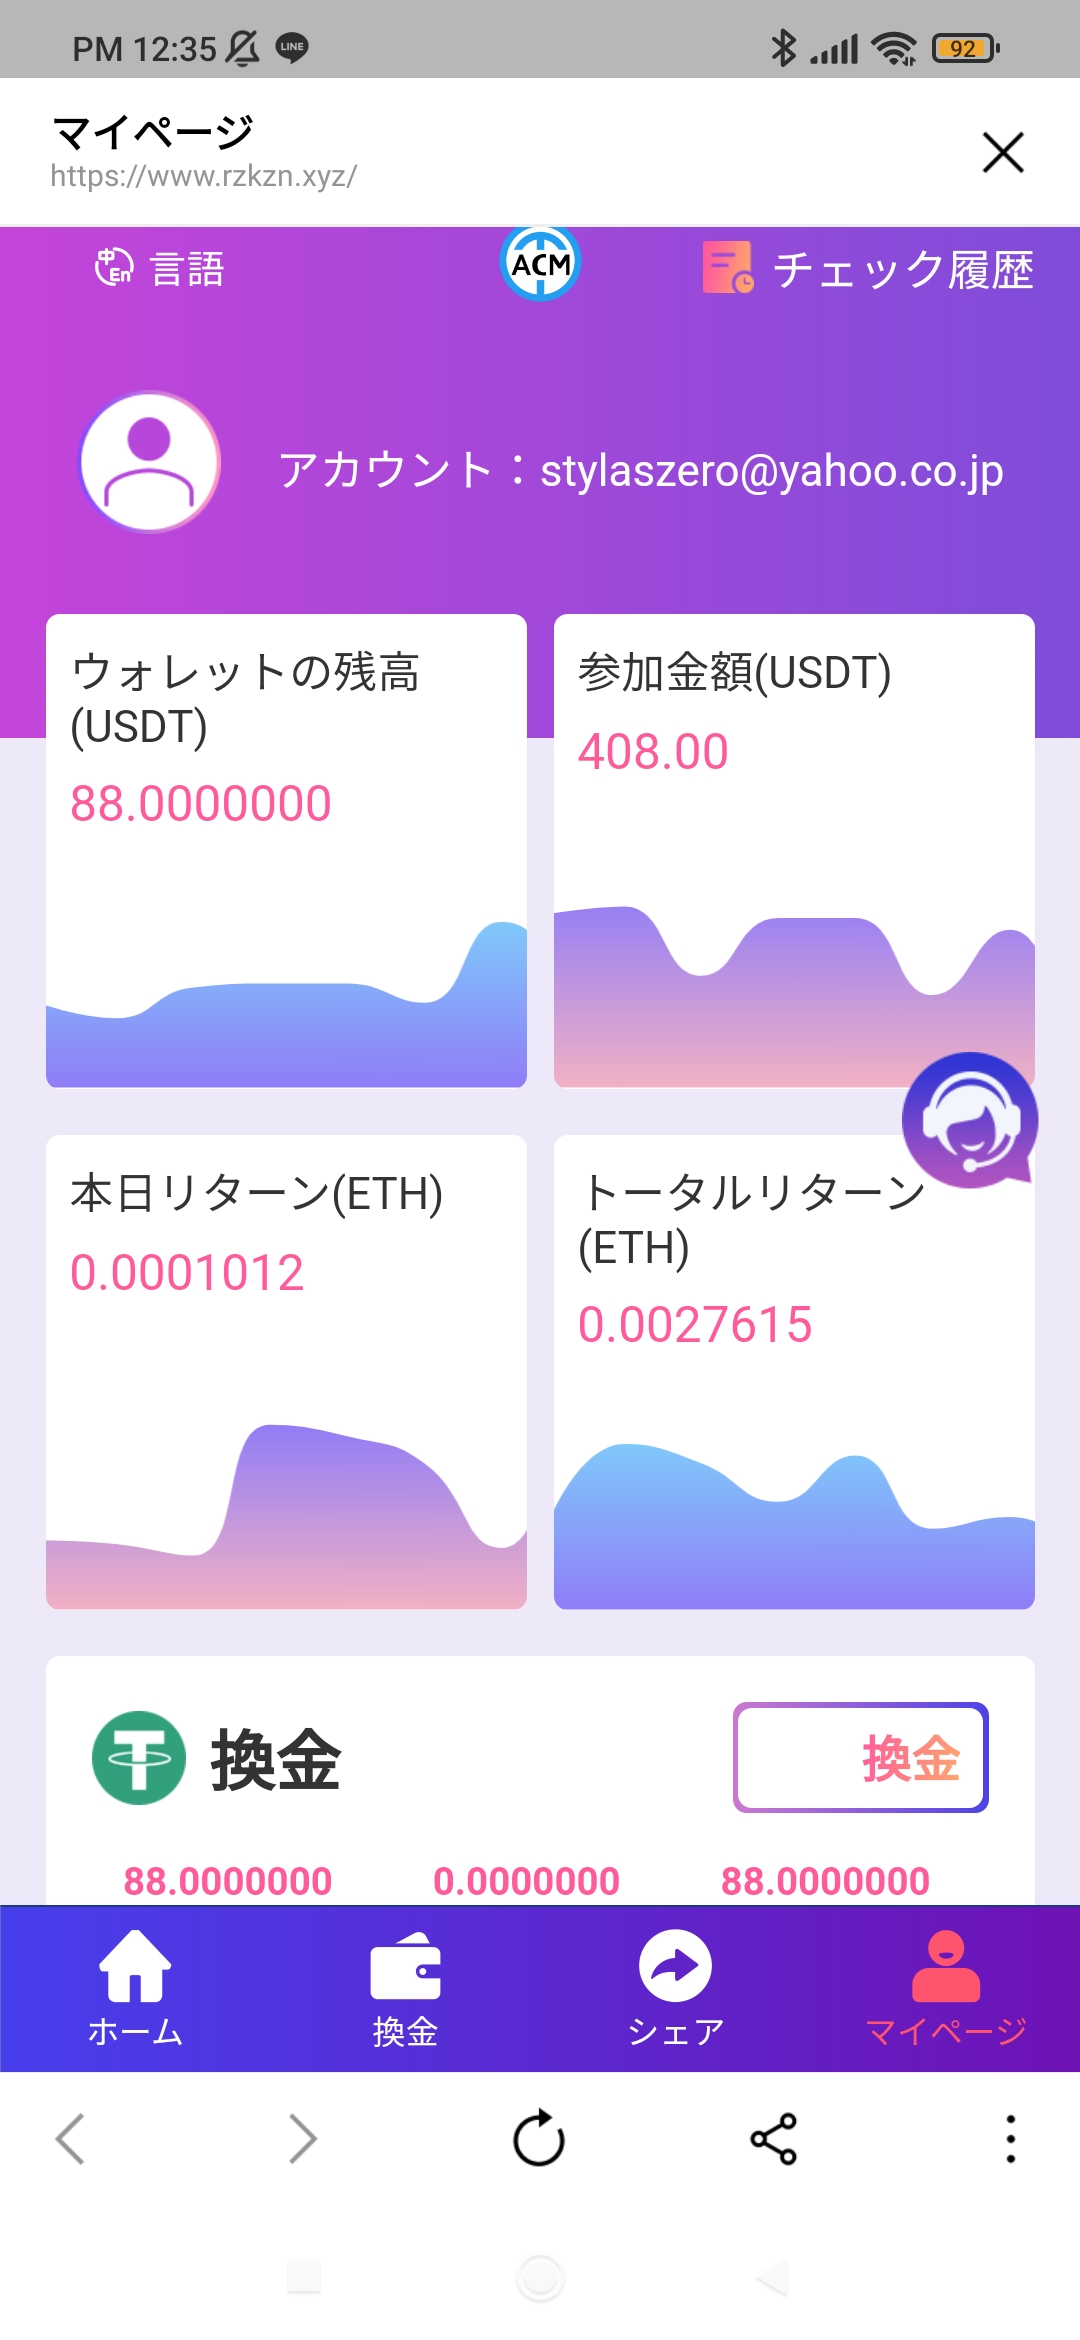 PM 12:35 LINE 92
マイページ
https://www.rzkzn.xyz/
中 En 言語 ACM チェック履歴
アカウント：stylaszero@yahoo.co.jp
ウォレットの残高
(USDT)
88.0000000
参加金額(USDT)
408.00
本日リターン(ETH)
0.0001012
トータルリターン
(ETH)
0.0027615
換金 換金
88.0000000 0.0000000 88.0000000
ホーム 換金 シェア マイページ